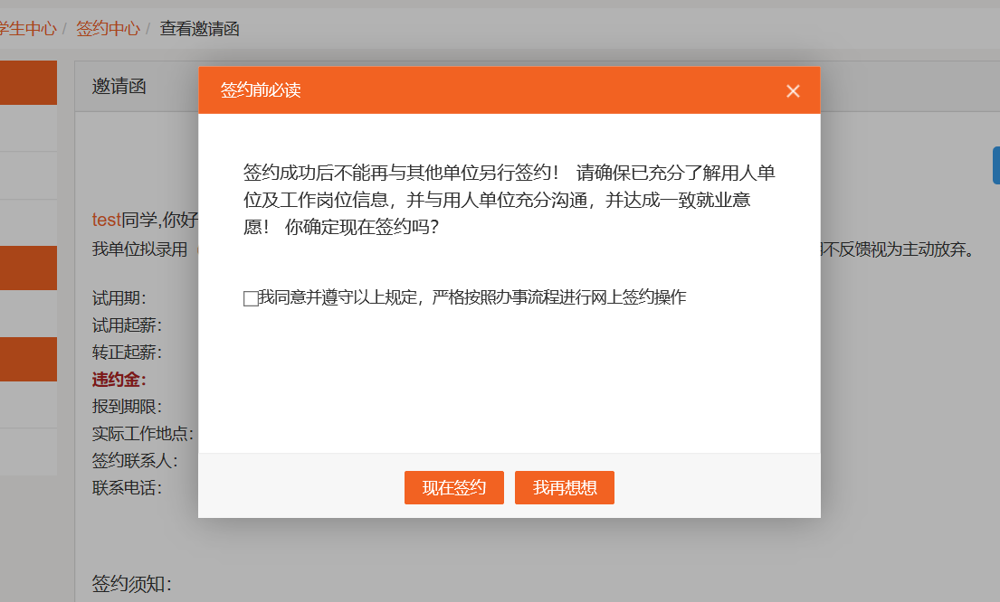 学生中心 / 签约中心 / 查看邀请函
邀请函
签约前必读
签约成功后不能再与其他单位另行签约！ 请确保已充分了解用人单
位及工作岗位信息，并与用人单位充分沟通，并达成一致就业意
愿！ 你确定现在签约吗？
我同意并遵守以上规定，严格按照办事流程进行网上签约操作
现在签约
我再想想
test同学,你好
我单位拟录用
不反馈视为主动放弃。
试用期：
试用起薪：
转正起薪：
违约金：
报到期限：
实际工作地点：
签约联系人：
联系电话：
签约须知：